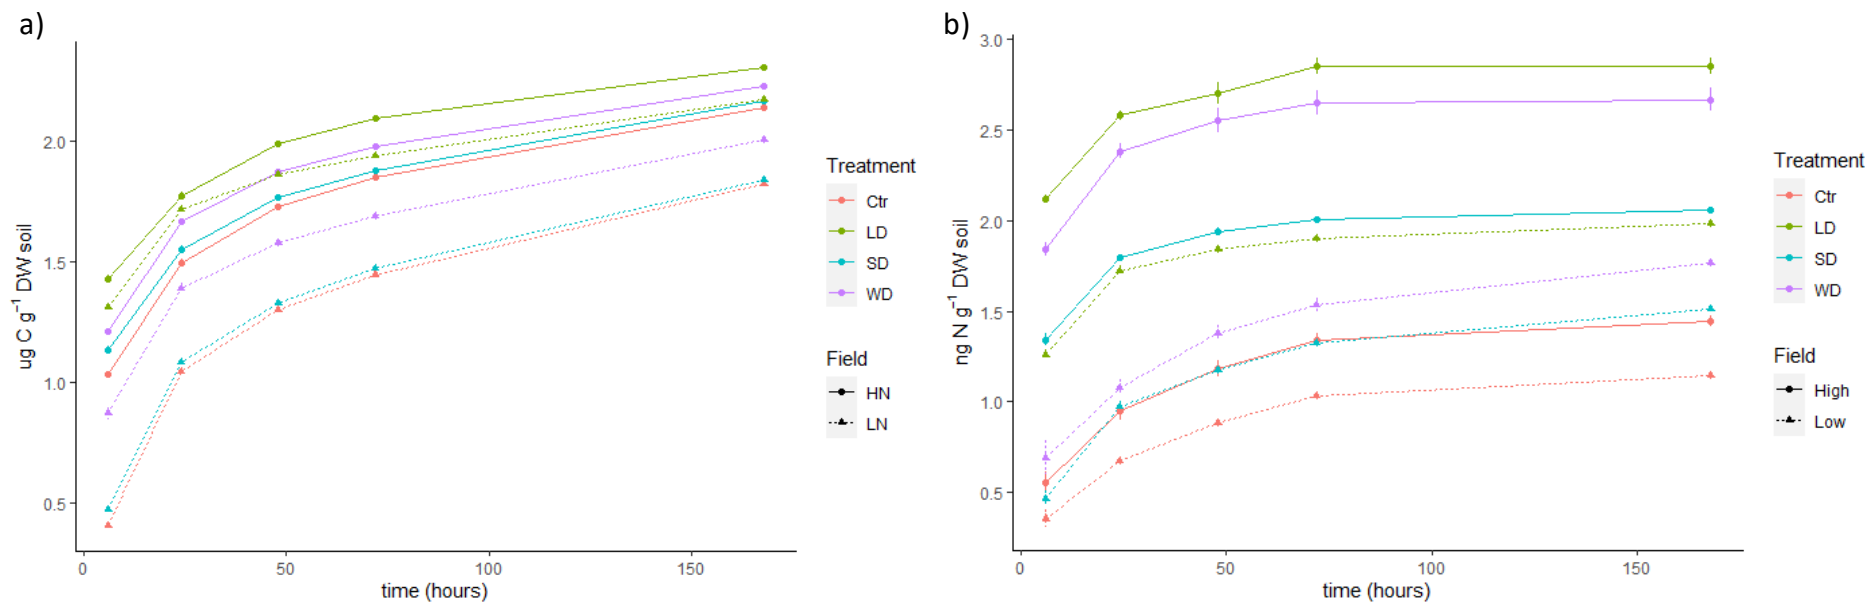 a)
ug C g⁻¹ DW soil
2.0
1.5
1.0
0.5
0
50
100
150
time (hours)
Treatment
Ctr
LD
SD
WD
Field
HN
LN
b)
ng N g⁻¹ DW soil
3.0
2.5
2.0
1.5
1.0
0.5
0
50
100
150
time (hours)
Treatment
Ctr
LD
SD
WD
Field
High
Low